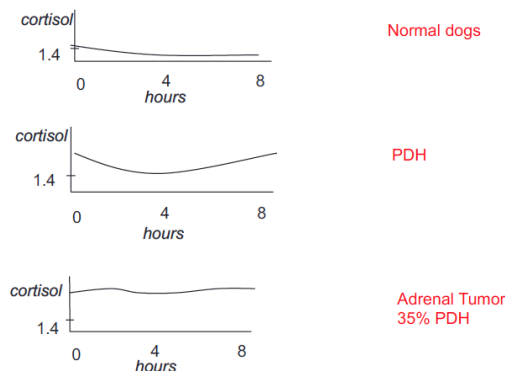 cortisol
Normal dogs
1.4
0 4 8
hours
cortisol
PDH
1.4
0 4 8
hours
cortisol
Adrenal Tumor
35% PDH
1.4
0 4 8
hours